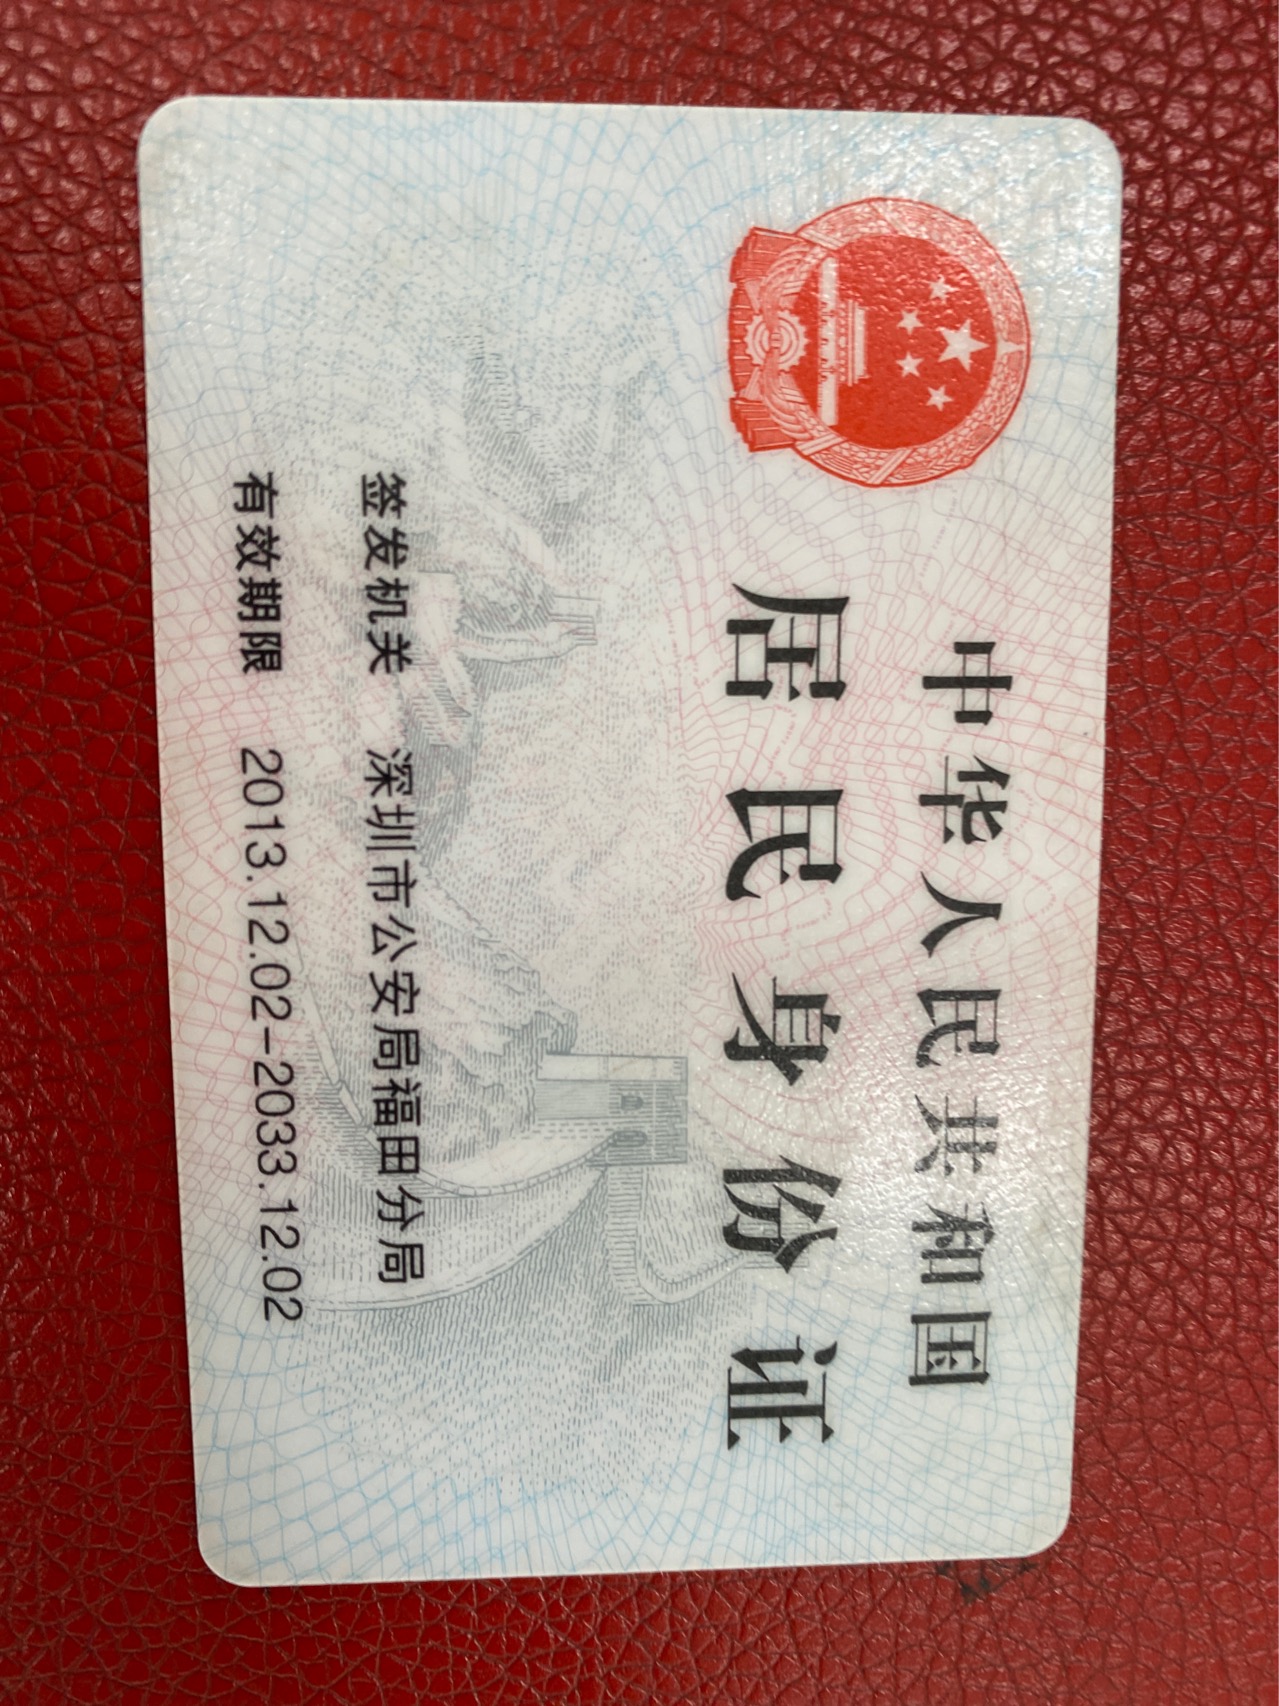 中华人民共和国
居民身份证
签发机关 深圳市公安局福田分局
有效期限 2013.12.02-2033.12.02